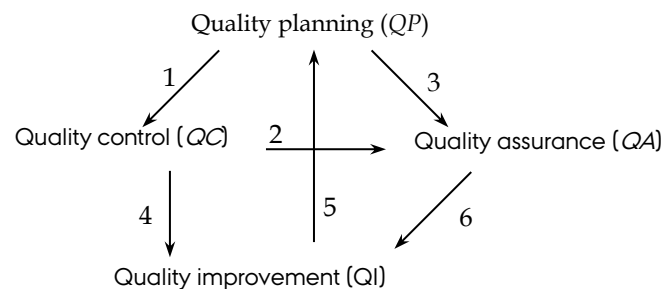 Quality planning (QP)
1
3
Quality control (QC)
2
Quality assurance (QA)
4
5
6
Quality improvement (QI)